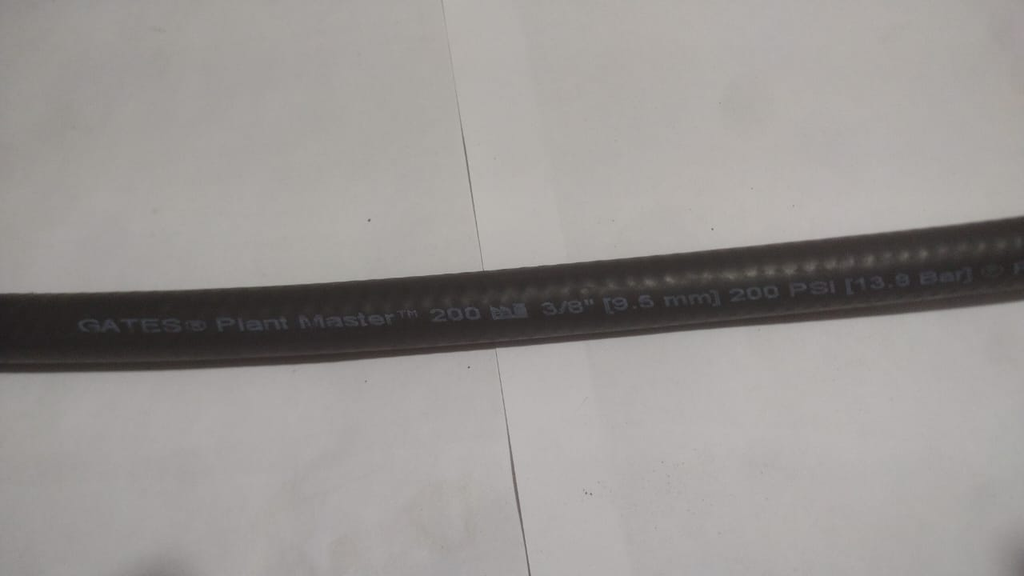 GATES® Plant Master™ 200 3/8" [9.5 mm] 200 PSI [13.8 Bar]